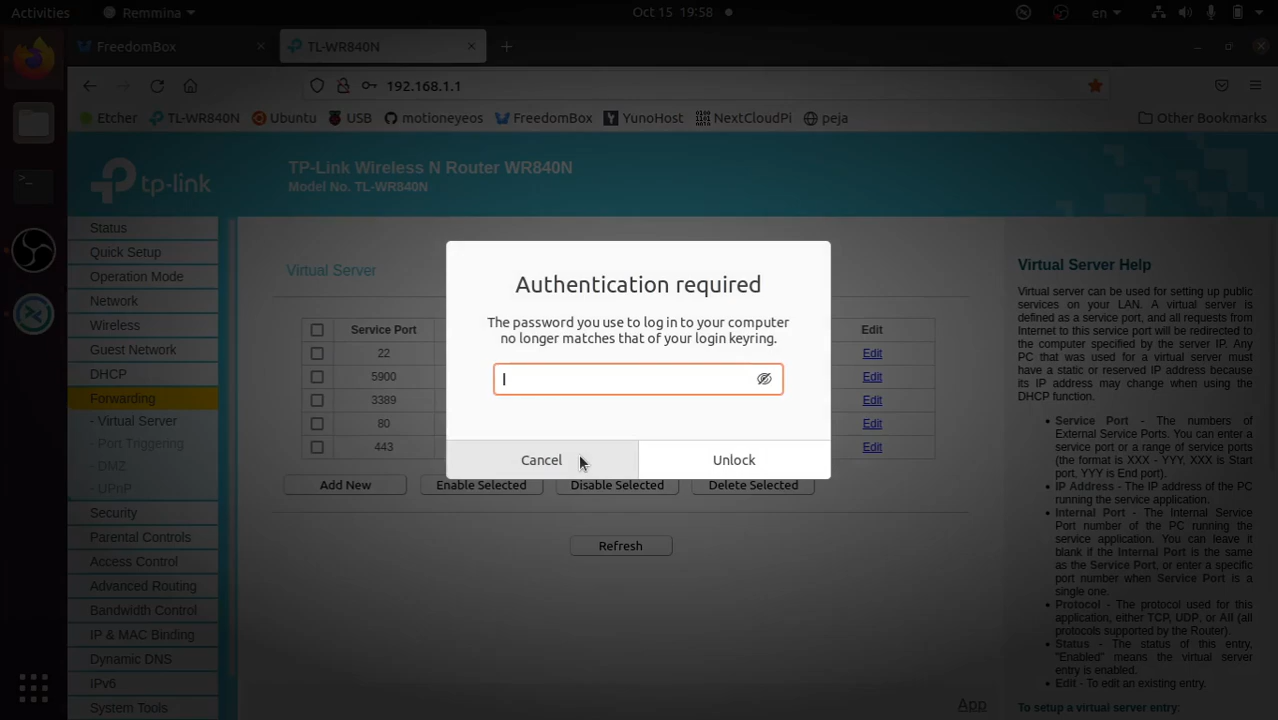 Activities
Remmina
Oct 15 19:58
en
FreedomBox
TL-WR840N
192.168.1.1
Etcher
TL-WR840N
Ubuntu
USB
motioneyeos
FreedomBox
YunoHost
NextCloudPi
peja
Other Bookmarks
tp-link
TP-Link Wireless N Router WR840N
Model No. TL-WR840N
Status
Quick Setup
Operation Mode
Network
Wireless
Guest Network
DHCP
Forwarding
- Virtual Server
- Port Triggering
- DMZ
- UPnP
Security
Parental Controls
Access Control
Advanced Routing
Bandwidth Control
IP & MAC Binding
Dynamic DNS
IPv6
System Tools
Virtual Server
Service Port
Edit
22
Edit
5900
Edit
3389
Edit
80
Edit
443
Edit
Add New
Enable Selected
Disable Selected
Delete Selected
Refresh
Authentication required
The password you use to log in to your computer
no longer matches that of your login keyring.
Cancel
Unlock
App
Virtual Server Help
Virtual server can be used for setting up public
services on your LAN. A virtual server is
defined as a service port, and all requests from
Internet to this service port will be redirected to
the computer specified by the server IP. Any
PC that was used for a virtual server must
have a static or reserved IP address because
its IP address may change when using the
DHCP function.
Service Port - The numbers of
External Service Ports. You can enter a
service port or a range of service ports
(the format is XXX - YYY. XXX is Start
port, YYY is End port).
IP Address - The IP address of the PC
running the service application.
Internal Port - The Internal Service
Port number of the PC running the
service application. You can leave it
blank if the Internal Port is the same
as the Service Port, or enter a specific
port number when Service Port is a
single one.
Protocol - The protocol used for this
application, either TCP, UDP, or All (all
protocols supported by the Router).
Status - The status of this entry,
"Enabled" means the virtual server
entry is enabled.
Edit - To edit an existing entry.
To setup a virtual server entry: